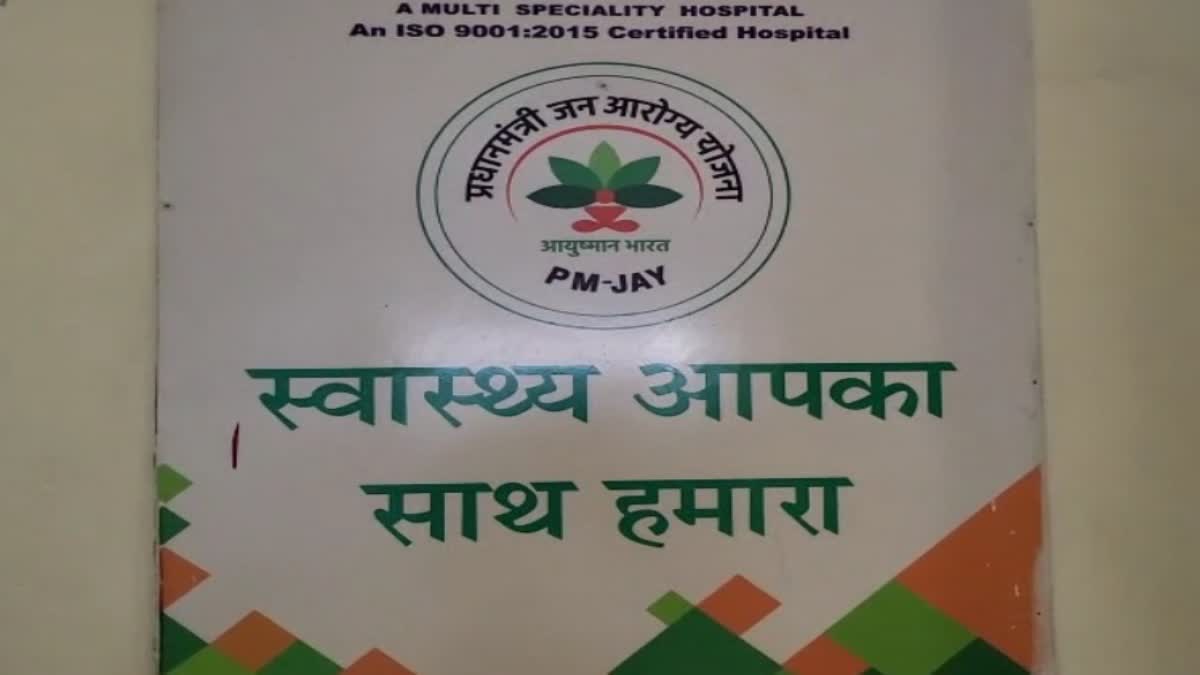 A MULTI SPECIALITY HOSPITAL
An ISO 9001:2015 Certified Hospital
प्रधानमंत्री जन आरोग्य योजना
आयुष्मान भारत
PM-JAY
स्वास्थ्य आपका
साथ हमारा